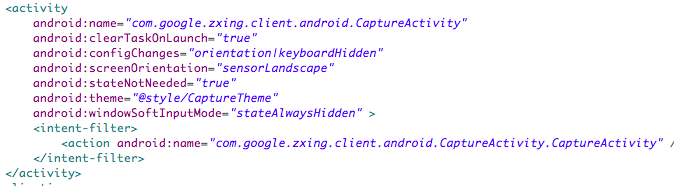 <activity
android:name="com.google.zxing.client.android.CaptureActivity"
android:clearTaskOnLaunch="true"
android:configChanges="orientation|keyboardHidden"
android:screenOrientation="sensorLandscape"
android:stateNotNeeded="true"
android:theme="@style/CaptureTheme"
android:windowSoftInputMode="stateAlwaysHidden" >
<intent-filter>
<action android:name="com.google.zxing.client.android.CaptureActivity.CaptureActivity" /
</intent-filter>
</activity>